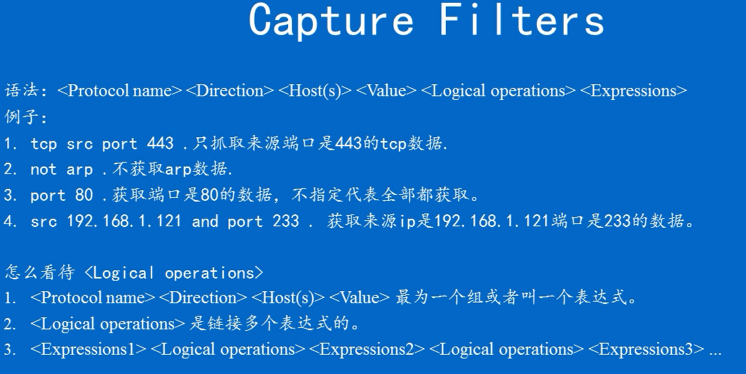 Capture Filters
语法：<Protocol name> <Direction> <Host(s)> <Value> <Logical operations> <Expressions>
例子：
1. tcp src port 443 .只抓取来源端口是443的tcp数据.
2. not arp .不获取arp数据.
3. port 80 .获取端口是80的数据，不指定代表全部都获取。
4. src 192.168.1.121 and port 233 . 获取来源ip是192.168.1.121端口是233的数据。
怎么看待 <Logical operations>
1. <Protocol name> <Direction> <Host(s)> <Value> 最为一个组或者叫一个表达式。
2. <Logical operations> 是链接多个表达式的。
3. <Expressions1> <Logical operations> <Expressions2> <Logical operations> <Expressions3> ...